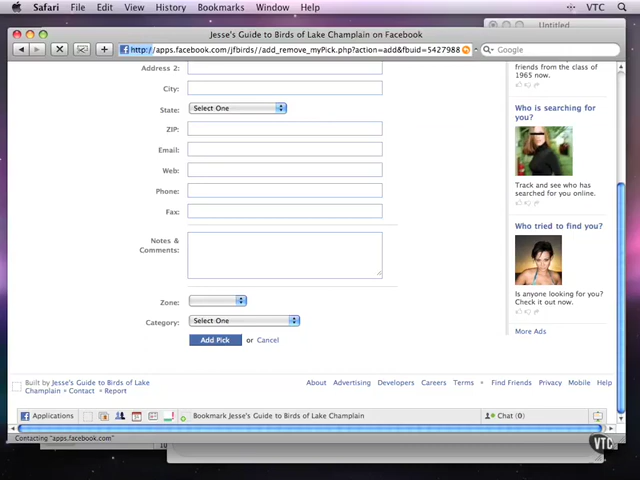 Safari File Edit View History Bookmarks Window Help VTC
Untitled
Jesse's Guide to Birds of Lake Champlain on Facebook
http://apps.facebook.com/jfbirds//add_remove_myPick.php?action=add&fbuid=5427988
Google
Address 2:
City:
State: Select One
ZIP:
Email:
Web:
Phone:
Fax:
Notes &
Comments:
Zone:
Category: Select One
Add Pick or Cancel
friends from the class of
1965 now.
Who is searching for
you?
Track and see who has
searched for you online.
Who tried to find you?
Is anyone looking for you?
Check it out now.
More Ads
Built by Jesse's Guide to Birds of Lake
Champlain • Contact • Report
About Advertising Developers Careers Terms • Find Friends Privacy Mobile Help
Applications
Bookmark Jesse's Guide to Birds of Lake Champlain
Chat (0)
Contacting "apps.facebook.com"
VTC